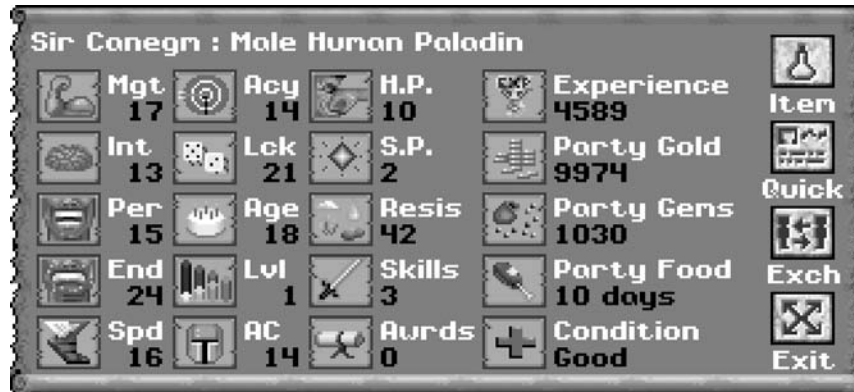 Sir Canegm : Male Human Paladin
Mgt 17
Acy 14
H.P. 10
EXP
Experience 4589
Item
Int 13
Lck 21
S.P. 2
Party Gold 9974
Quick
Per 15
Age 18
Resis 42
Party Gems 1030
Exch
End 24
Lvl 1
Skills 3
Party Food 10 days
Spd 16
AC 14
Awrds 0
Condition Good
Exit